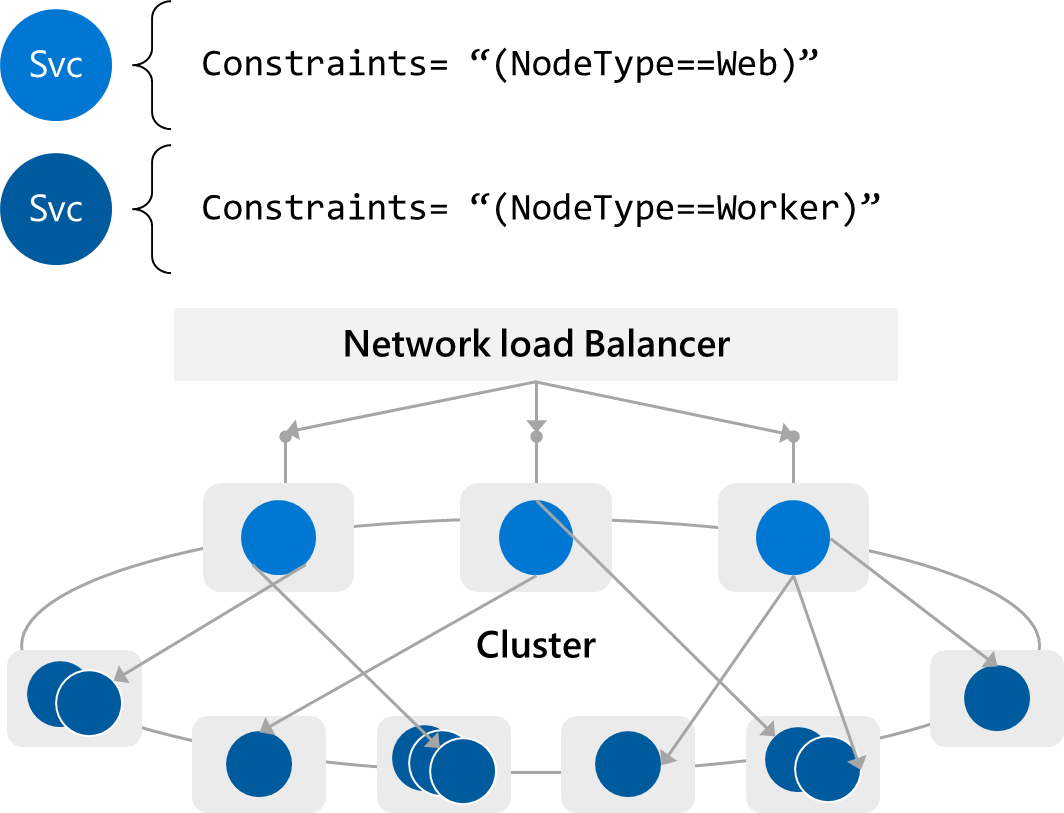 Svc
Constraints= “(NodeType==Web)”
Svc
Constraints= “(NodeType==Worker)”
Network load Balancer
Cluster